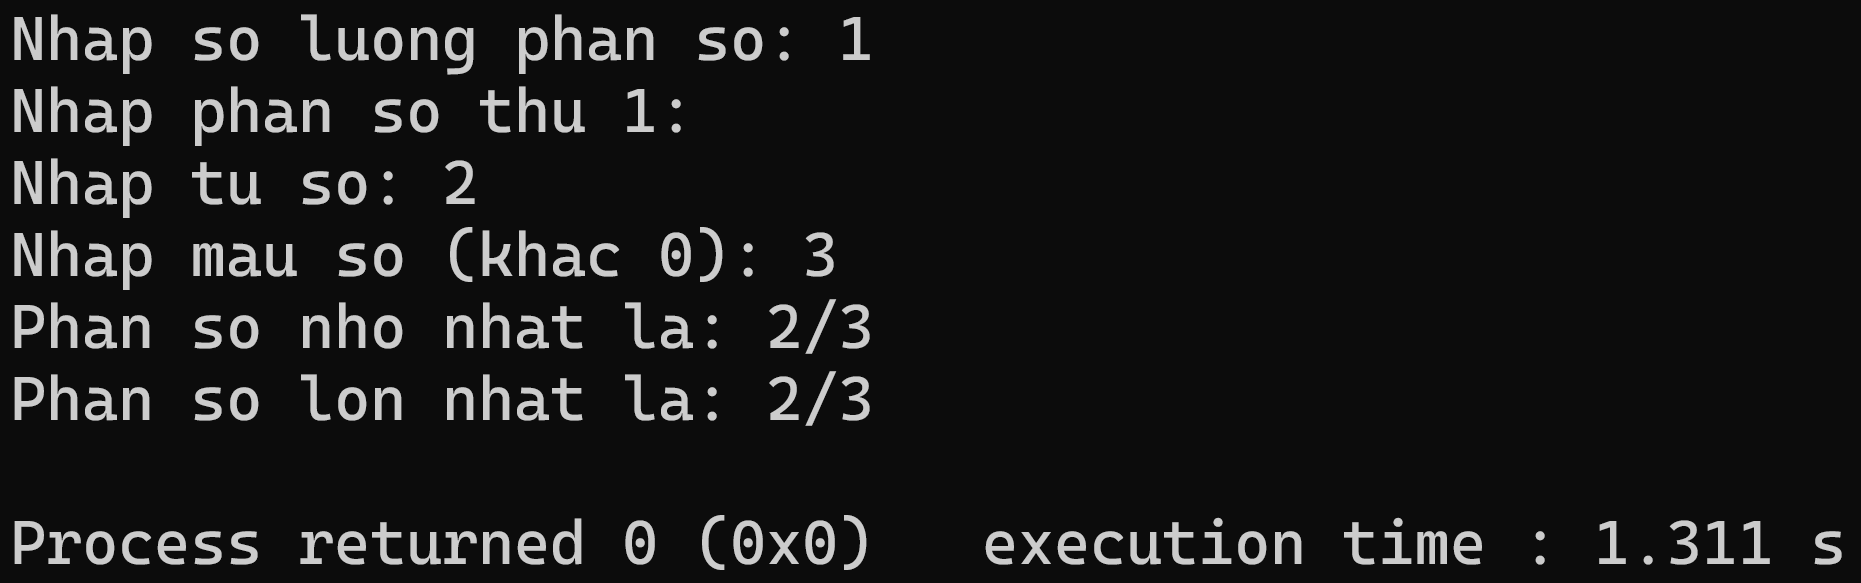 Nhap so luong phan so: 1
Nhap phan so thu 1:
Nhap tu so: 2
Nhap mau so (khac 0): 3
Phan so nho nhat la: 2/3
Phan so lon nhat la: 2/3
Process returned 0 (0x0)   execution time : 1.311 s